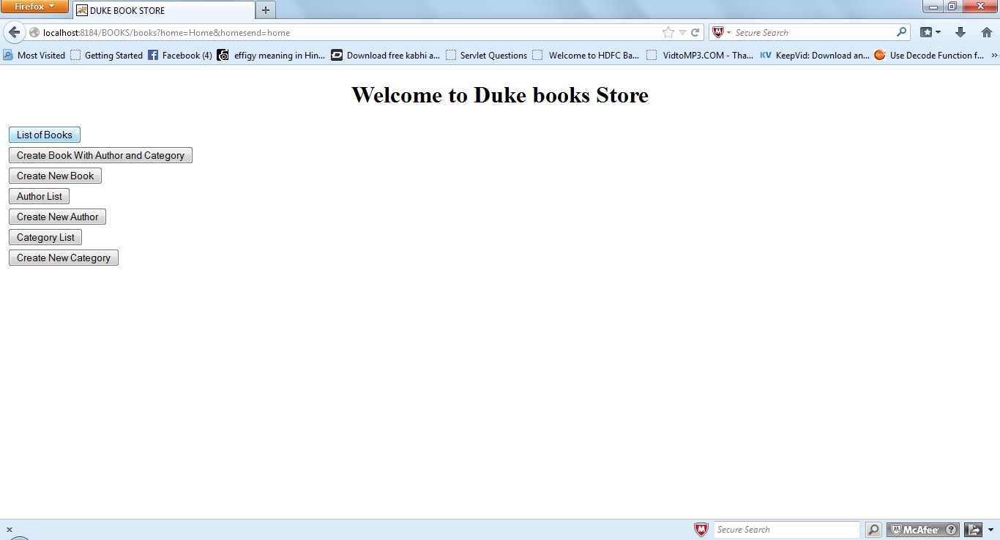 Firefox
DUKE BOOK STORE
localhost:8184/BOOKS/books?home=Home&homesend=home
Secure Search
Most Visited Getting Started Facebook (4) effigy meaning in Hin... Download free kabhi a... Servlet Questions Welcome to HDFC Ba... VidtoMP3.COM - Tha... KV KeepVid: Download an... dev Use Decode Function f... »
Welcome to Duke books Store
List of Books
Create Book With Author and Category
Create New Book
Author List
Create New Author
Category List
Create New Category
x Secure Search McAfee ?